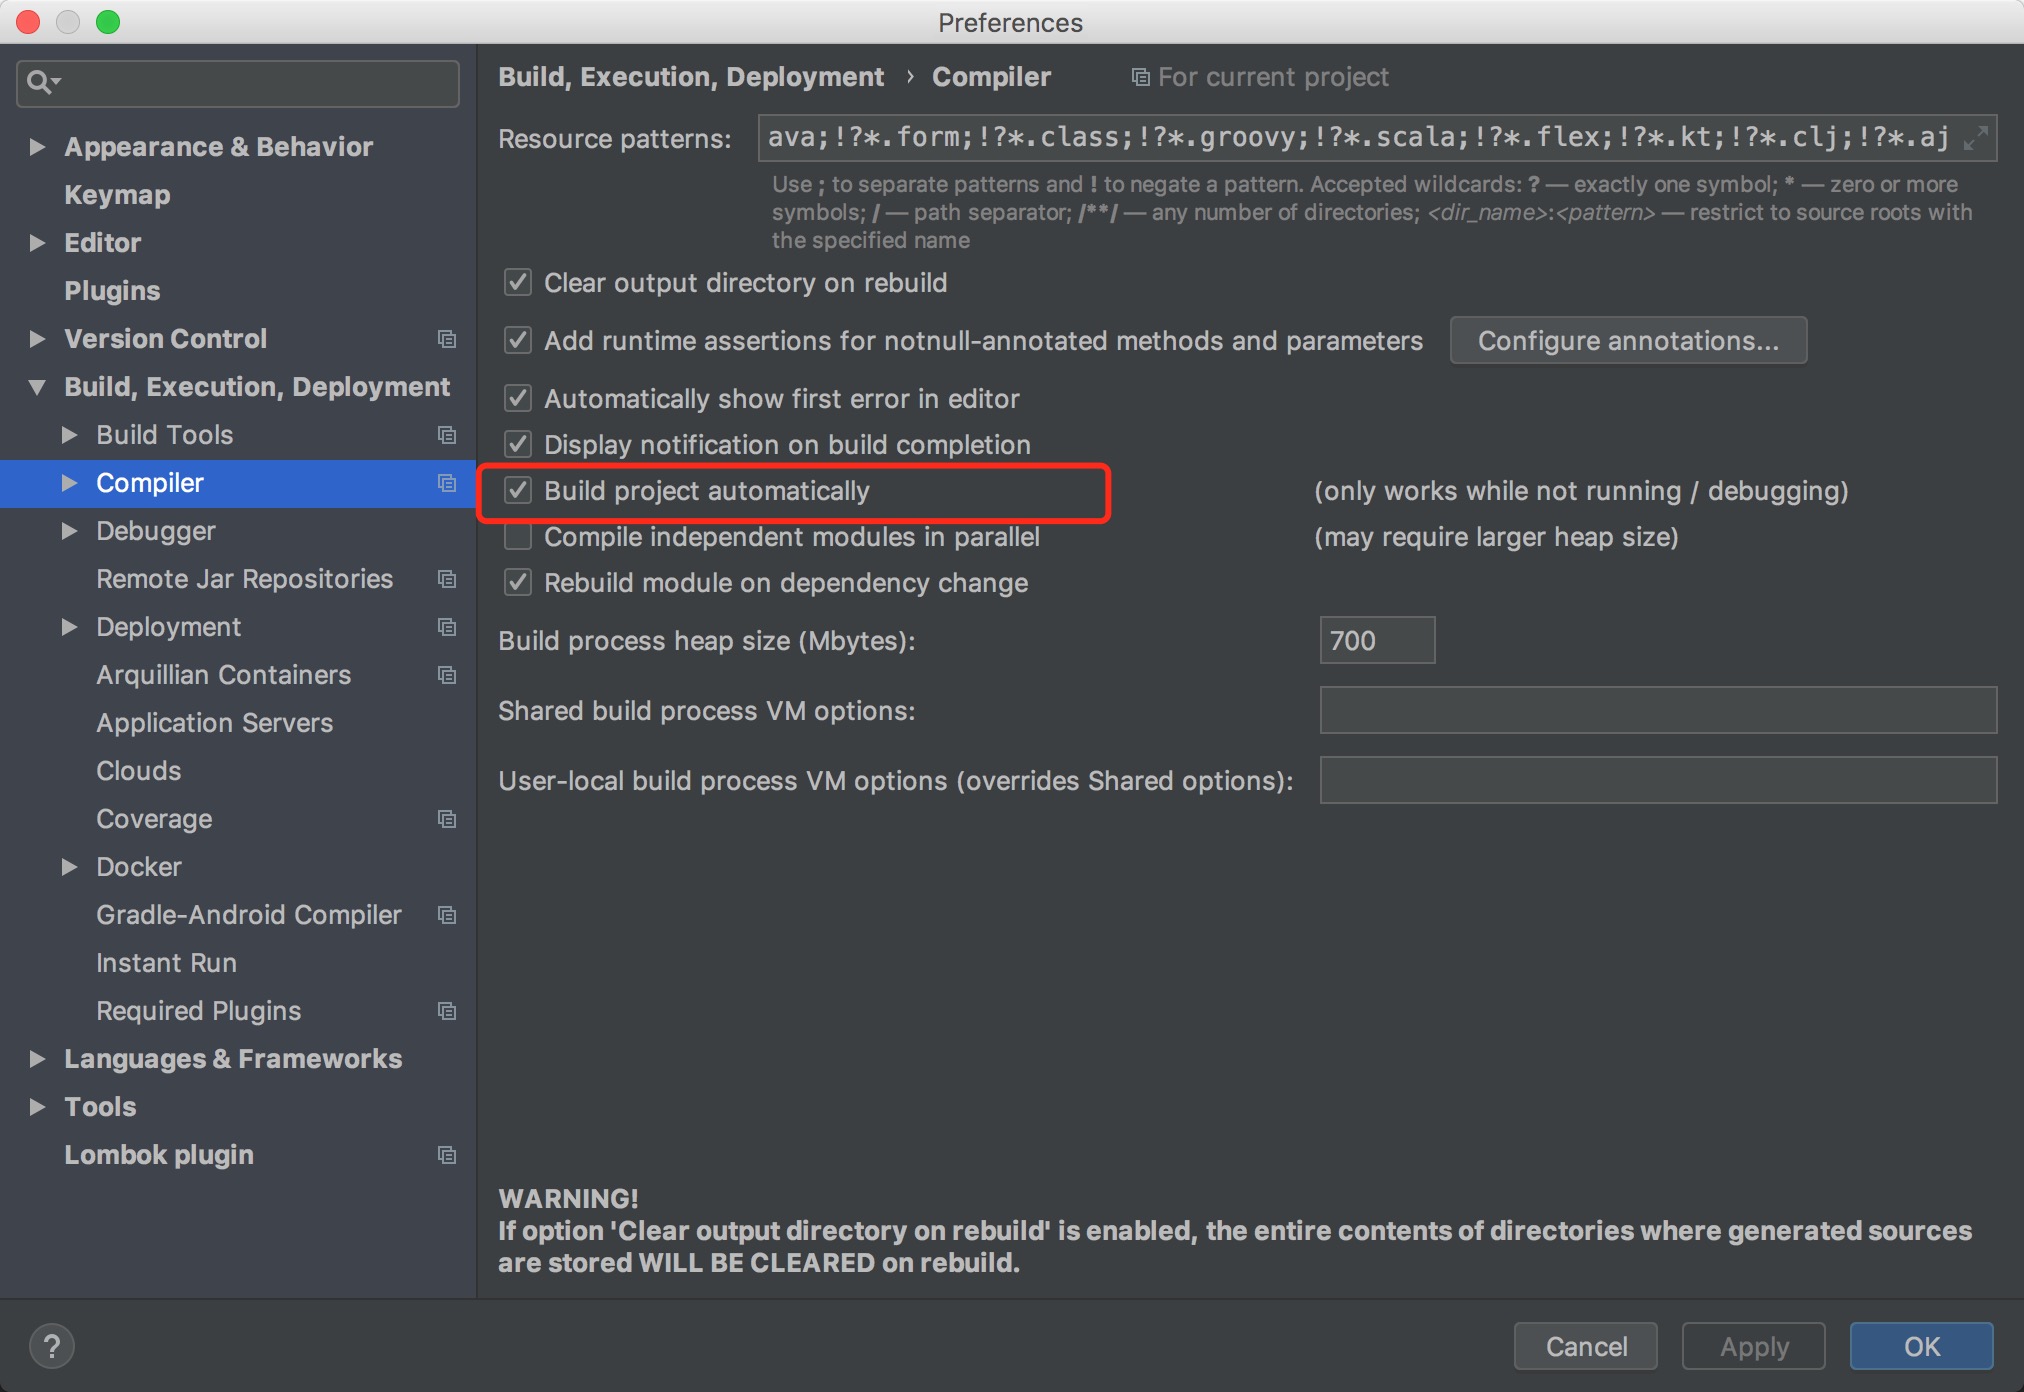 Preferences
Appearance & Behavior
Keymap
Editor
Plugins
Version Control
Build, Execution, Deployment
Build Tools
Compiler
Debugger
Remote Jar Repositories
Deployment
Arquillian Containers
Application Servers
Clouds
Coverage
Docker
Gradle-Android Compiler
Instant Run
Required Plugins
Languages & Frameworks
Tools
Lombok plugin
Build, Execution, Deployment › Compiler For current project
Resource patterns: ava;!?*.form;!?*.class;!?*.groovy;!?*.scala;!?*.flex;!?*.kt;!?*.clj;!?*.aj
Use ; to separate patterns and ! to negate a pattern. Accepted wildcards: ? — exactly one symbol; * — zero or more
symbols; / — path separator; /**/ — any number of directories; <dir_name>:<pattern> — restrict to source roots with
the specified name
Clear output directory on rebuild
Add runtime assertions for notnull-annotated methods and parameters Configure annotations...
Automatically show first error in editor
Display notification on build completion
Build project automatically (only works while not running / debugging)
Compile independent modules in parallel (may require larger heap size)
Rebuild module on dependency change
Build process heap size (Mbytes): 700
Shared build process VM options:
User-local build process VM options (overrides Shared options):
WARNING!
If option 'Clear output directory on rebuild' is enabled, the entire contents of directories where generated sources
are stored WILL BE CLEARED on rebuild.
? Cancel Apply OK